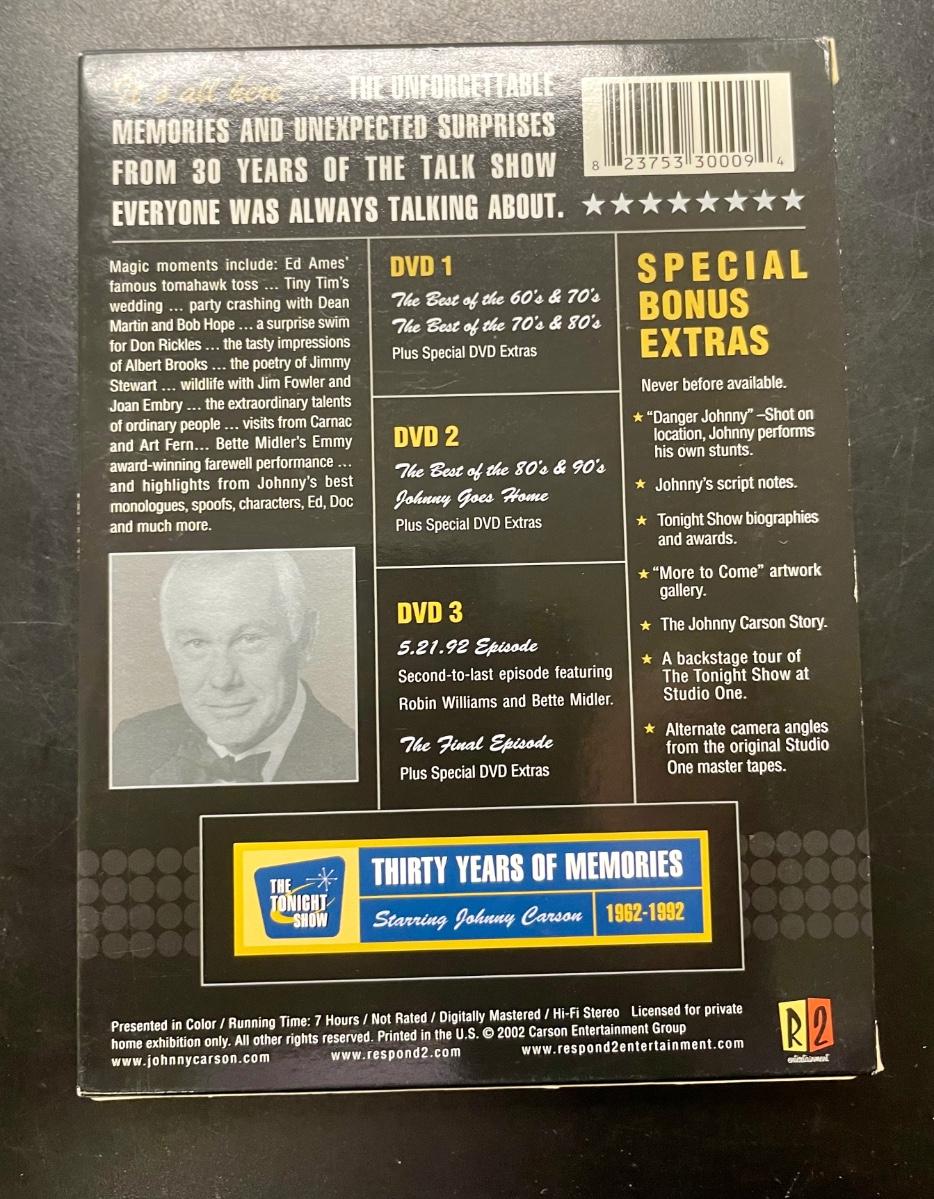 "It's all here ... THE UNFORGETTABLE
MEMORIES AND UNEXPECTED SURPRISES
FROM 30 YEARS OF THE TALK SHOW
EVERYONE WAS ALWAYS TALKING ABOUT.
8 23753 30009 4
Magic moments include: Ed Ames'
famous tomahawk toss ... Tiny Tim's
wedding ... party crashing with Dean
Martin and Bob Hope ... a surprise swim
for Don Rickles ... the tasty impressions
of Albert Brooks ... the poetry of Jimmy
Stewart ... wildlife with Jim Fowler and
Joan Embry ... the extraordinary talents
of ordinary people ... visits from Carnac
and Art Fern... Bette Midler's Emmy
award-winning farewell performance ...
and highlights from Johnny's best
monologues, spoofs, characters, Ed, Doc
and much more.
DVD 1
The Best of the 60's & 70's
The Best of the 70's & 80's
Plus Special DVD Extras
DVD 2
The Best of the 80's & 90's
Johnny Goes Home
Plus Special DVD Extras
DVD 3
5.21.92 Episode
Second-to-last episode featuring
Robin Williams and Bette Midler.
The Final Episode
Plus Special DVD Extras
SPECIAL
BONUS
EXTRAS
Never before available.
★ "Danger Johnny" –Shot on
location, Johnny performs
his own stunts.
★ Johnny's script notes.
★ Tonight Show biographies
and awards.
★ "More to Come" artwork
gallery.
★ The Johnny Carson Story.
★ A backstage tour of
The Tonight Show at
Studio One.
★ Alternate camera angles
from the original Studio
One master tapes.
THE
TONIGHT
SHOW
THIRTY YEARS OF MEMORIES
Starring Johnny Carson 1962-1992
Presented in Color / Running Time: 7 Hours / Not Rated / Digitally Mastered / Hi-Fi Stereo Licensed for private
home exhibition only. All other rights reserved. Printed in the U.S. © 2002 Carson Entertainment Group
www.johnnycarson.com www.respond2.com www.respond2entertainment.com
R2
entertainment